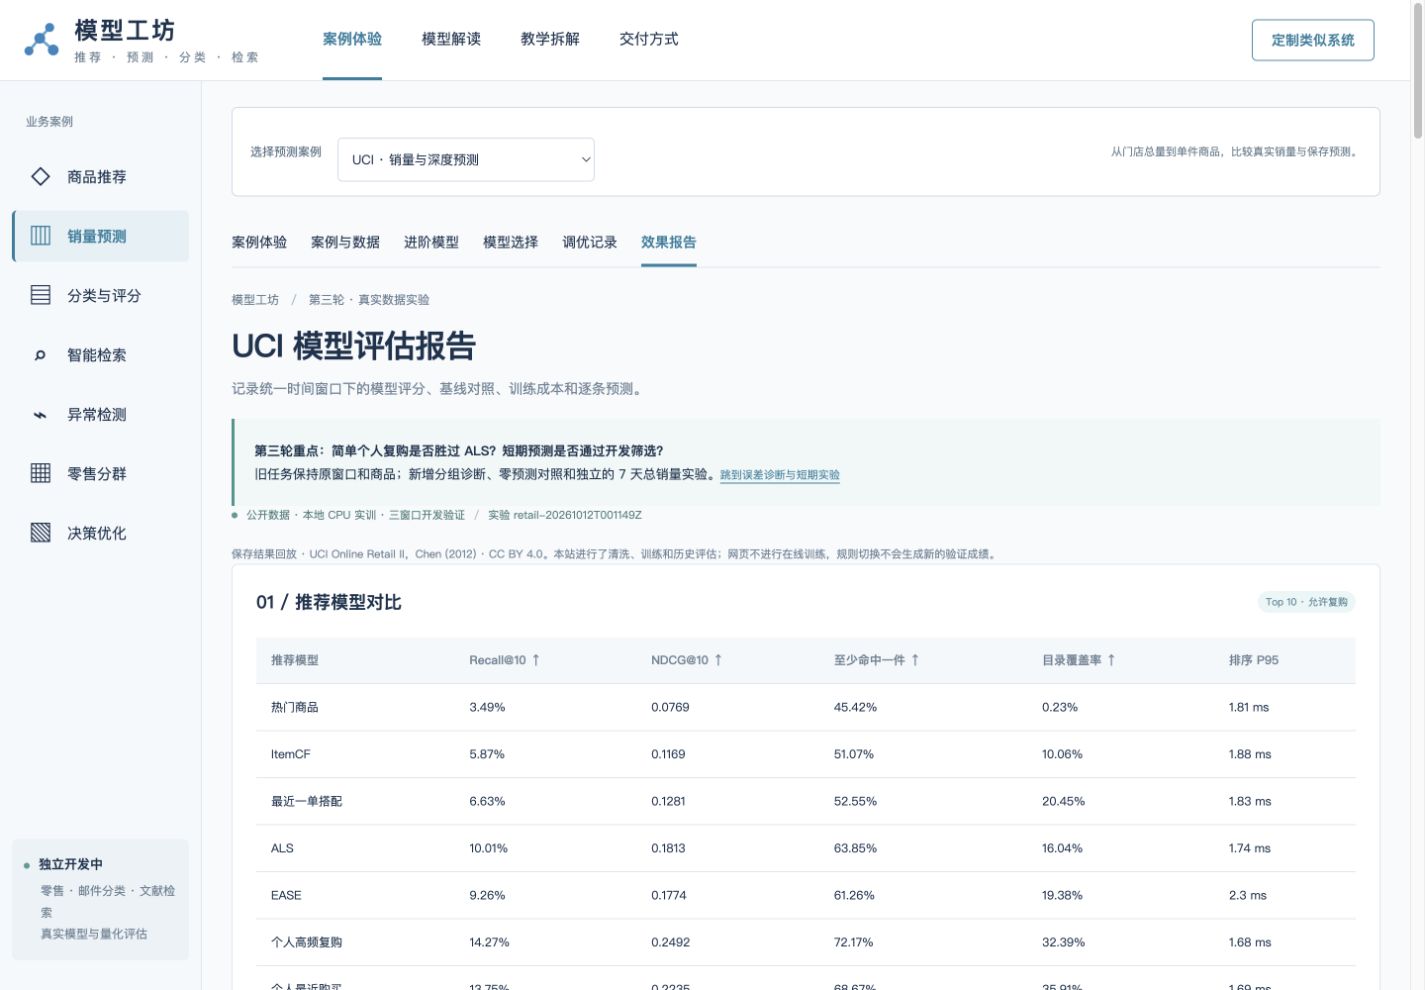 模型工坊
推荐 · 预测 · 分类 · 检索
案例体验
模型解读
教学拆解
交付方式
定制类似系统
业务案例
商品推荐
销量预测
分类与评分
智能检索
异常检测
零售分群
决策优化
独立开发中
零售 · 邮件分类 · 文献检
索
真实模型与量化评估
选择预测案例
UCI · 销量与深度预测
从门店总量到单件商品，比较真实销量与保存预测。
案例体验
案例与数据
进阶模型
模型选择
调优记录
效果报告
模型工坊 / 第三轮 · 真实数据实验
UCI 模型评估报告
记录统一时间窗口下的模型评分、基线对照、训练成本和逐条预测。
第三轮重点：简单个人复购是否胜过 ALS？短期预测是否通过开发筛选？
旧任务保持原窗口和商品；新增分组诊断、零预测对照和独立的 7 天总销量实验。 跳到误差诊断与短期实验
公开数据 · 本地 CPU 实训 · 三窗口开发验证 / 实验 retail-20261012T001149Z
保存结果回放 · UCI Online Retail II，Chen (2012) · CC BY 4.0。本站进行了清洗、训练和历史评估；网页不进行在线训练，规则切换不会生成新的验证成绩。
01 / 推荐模型对比
Top 10 · 允许复购
推荐模型 Recall@10 ↑ NDCG@10 ↑ 至少命中一件 ↑ 目录覆盖率 ↑ 排序 P95
热门商品 3.49% 0.0769 45.42% 0.23% 1.81 ms
ItemCF 5.87% 0.1169 51.07% 10.06% 1.88 ms
最近一单搭配 6.63% 0.1281 52.55% 20.45% 1.83 ms
ALS 10.01% 0.1813 63.85% 16.04% 1.74 ms
EASE 9.26% 0.1774 61.26% 19.38% 2.3 ms
个人高频复购 14.27% 0.2492 72.17% 32.39% 1.68 ms
个人最近购买 13.75% 0.2235 68.67% 35.91% 1.69 ms